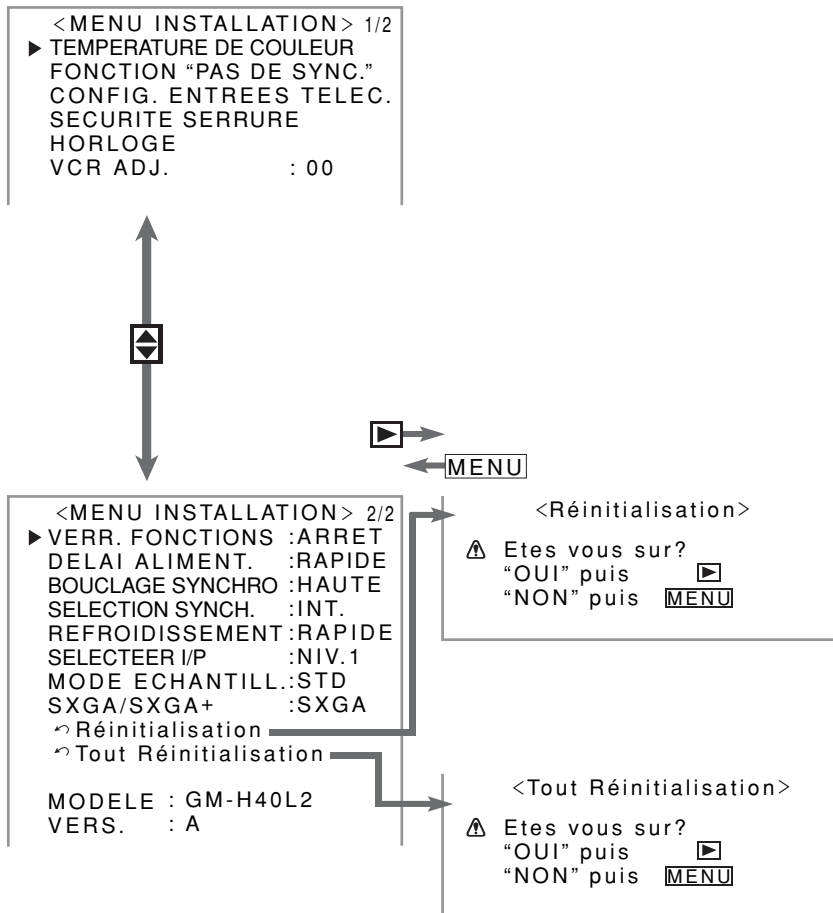 <MENU INSTALLATION> 1/2
▶ TEMPERATURE DE COULEUR
FONCTION “PAS DE SYNC.”
CONFIG. ENTREES TELEC.
SECURITE SERRURE
HORLOGE
VCR ADJ. : 00
MENU
<MENU INSTALLATION> 2/2
▶ VERR. FONCTIONS :ARRET
DELAI ALIMENT. :RAPIDE
BOUCLAGE SYNCHRO :HAUTE
SELECTION SYNCH. :INT.
REFROIDISSEMENT :RAPIDE
SELECTEER I/P :NIV.1
MODE ECHANTILL.:STD
SXGA/SXGA+ :SXGA
Réinitialisation
Tout Réinitialisation
MODELE : GM-H40L2
VERS. : A
<Réinitialisation>
Etes vous sur?
“OUI” puis ▶
“NON” puis MENU
<Tout Réinitialisation>
Etes vous sur?
“OUI” puis ▶
“NON” puis MENU